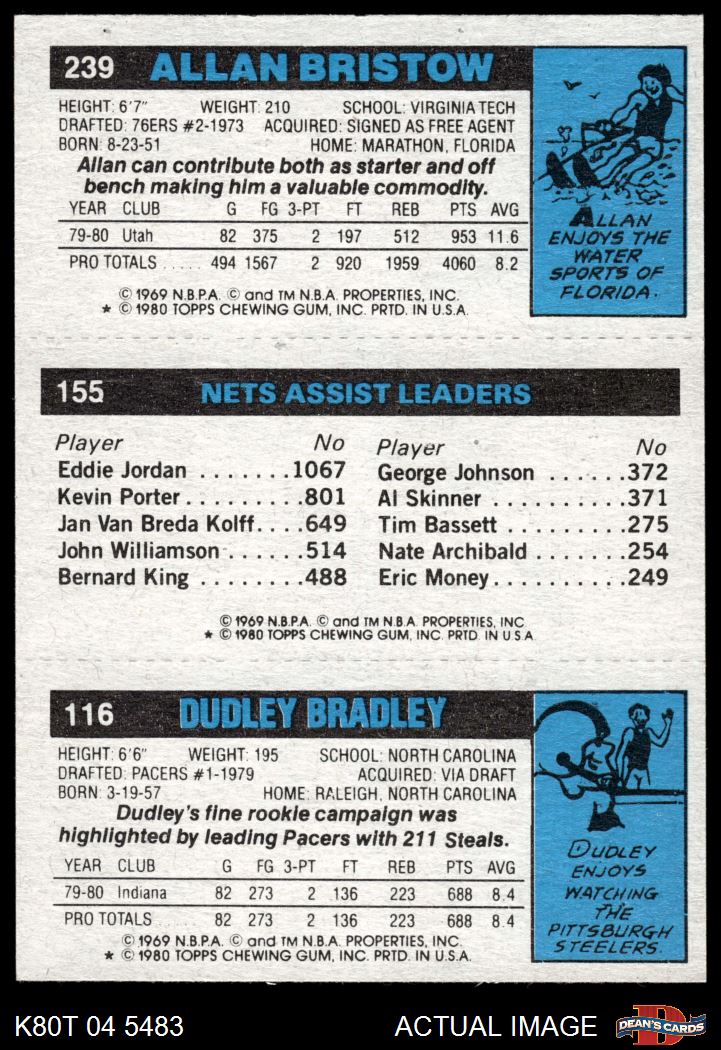 239 ALLAN BRISTOW
HEIGHT: 6'7" WEIGHT: 210 SCHOOL: VIRGINIA TECH
DRAFTED: 76ERS #2-1973 ACQUIRED: SIGNED AS FREE AGENT
BORN: 8-23-51 HOME: MARATHON, FLORIDA
Allan can contribute both as starter and off
bench making him a valuable commodity.
YEAR CLUB G FG 3-PT FT REB PTS AVG
79-80 Utah 82 375 2 197 512 953 11.6
PRO TOTALS ..... 494 1567 2 920 1959 4060 8.2
© 1969 N.B.P.A. © and TM N.B.A. PROPERTIES, INC.
* © 1980 TOPPS CHEWING GUM, INC. PRTD. IN U.S.A.
ALLAN
ENJOYS THE
WATER
SPORTS OF
FLORIDA.
155 NETS ASSIST LEADERS
Player No
Eddie Jordan .......1067
Kevin Porter........801
Jan Van Breda Kolff....649
John Williamson ......514
Bernard King ........488
Player No
George Johnson ......372
Al Skinner ..........371
Tim Bassett .........275
Nate Archibald .......254
Eric Money..........249
© 1969 N.B.P.A. © and TM N.B.A. PROPERTIES, INC
* © 1980 TOPPS CHEWING GUM, INC. PRTD IN U S A
116 DUDLEY BRADLEY
HEIGHT: 6'6" WEIGHT: 195 SCHOOL: NORTH CAROLINA
DRAFTED: PACERS #1-1979 ACQUIRED: VIA DRAFT
BORN: 3-19-57 HOME: RALEIGH, NORTH CAROLINA
Dudley's fine rookie campaign was
highlighted by leading Pacers with 211 Steals.
YEAR CLUB G FG 3-PT FT REB PTS AVG
79-80 Indiana 82 273 2 136 223 688 8.4
PRO TOTALS ..... 82 273 2 136 223 688 8.4
© 1969 N.B.P.A. © and TM N.B.A. PROPERTIES, INC.
* © 1980 TOPPS CHEWING GUM, INC. PRTD. IN U.S.A.
DUDLEY
ENJOYS
WATCHING
THE
PITTSBURGH
STEELERS.
K80T 04 5483 ACTUAL IMAGE
D
DEAN'S CARDS